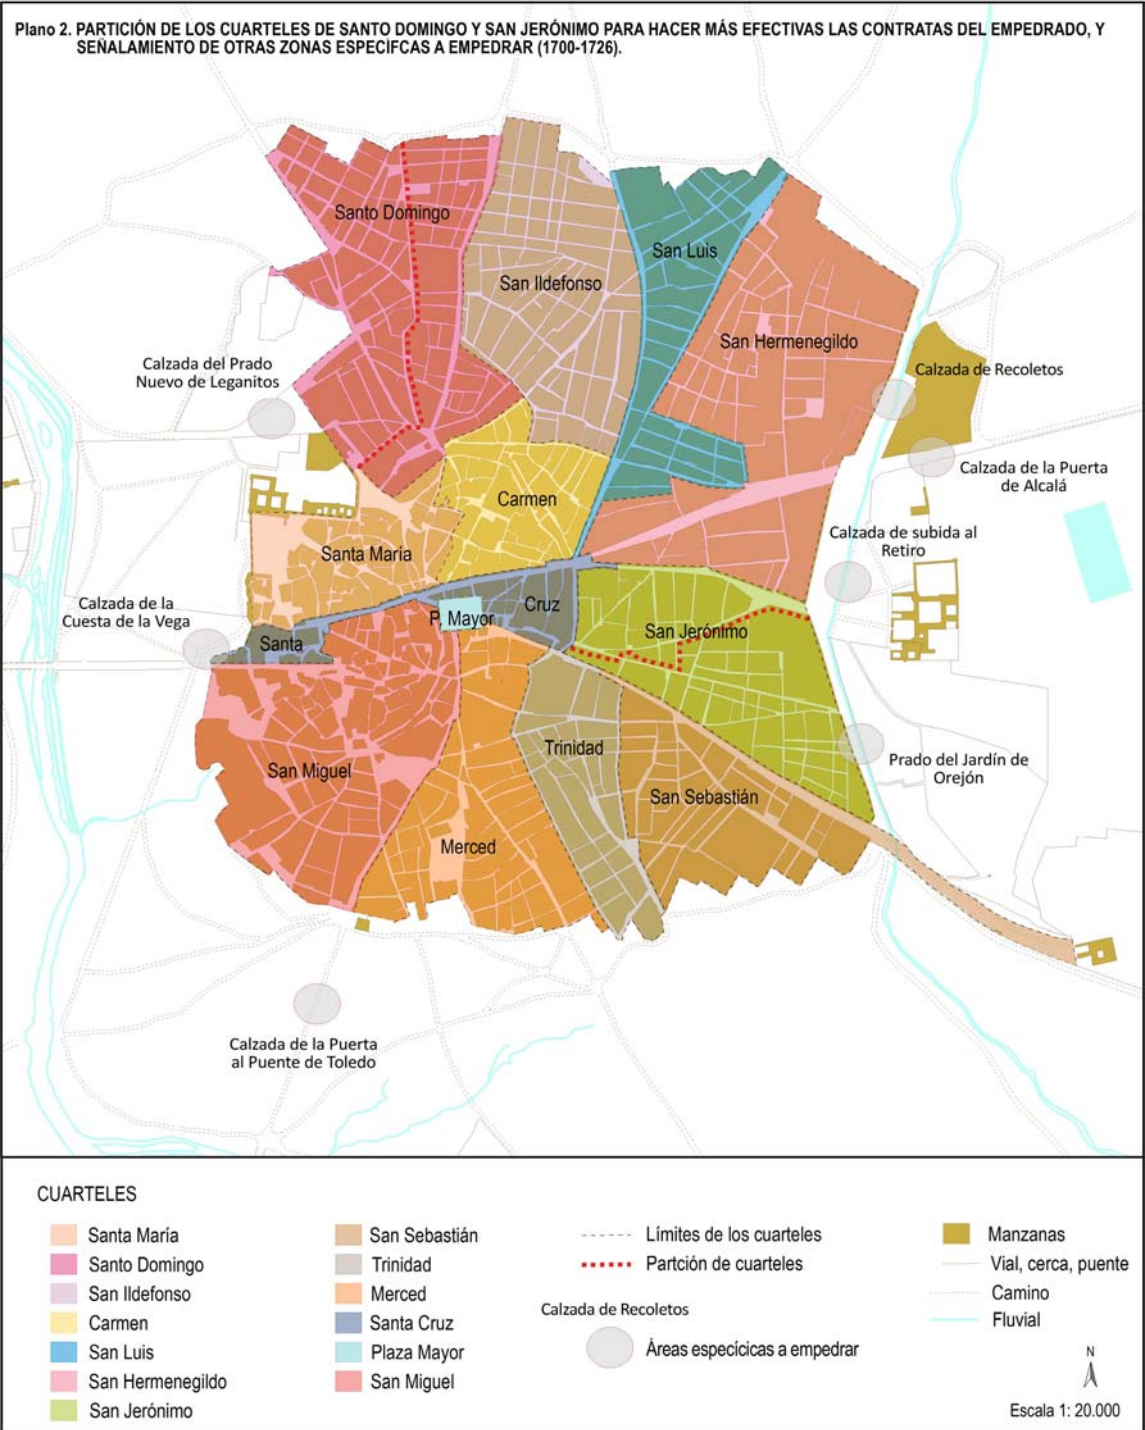 Plano 2. PARTICIÓN DE LOS CUARTELES DE SANTO DOMINGO Y SAN JERÓNIMO PARA HACER MÁS EFECTIVAS LAS CONTRATAS DEL EMPEDRADO, Y
SEÑALAMIENTO DE OTRAS ZONAS ESPECÍFCAS A EMPEDRAR (1700-1726).
Santo Domingo
San Luis
San Ildefonso
San Hermenegildo
Calzada del Prado
Nuevo de Leganitos
Calzada de Recoletos
Calzada de la Puerta
de Alcalá
Carmen
Calzada de subida al
Retiro
Santa María
Calzada de la
Cuesta de la Vega
Cruz
P. Mayor
San Jerónimo
Santa
Trinidad
Prado del Jardín de
Orejón
San Miguel
San Sebastián
Merced
Calzada de la Puerta
al Puente de Toledo
CUARTELES
Santa María
Santo Domingo
San Ildefonso
Carmen
San Luis
San Hermenegildo
San Jerónimo
San Sebastián
Trinidad
Merced
Santa Cruz
Plaza Mayor
San Miguel
Límites de los cuarteles
Partción de cuarteles
Calzada de Recoletos
Áreas especícicas a empedrar
Manzanas
Vial, cerca, puente
Camino
Fluvial
N
Escala 1: 20.000